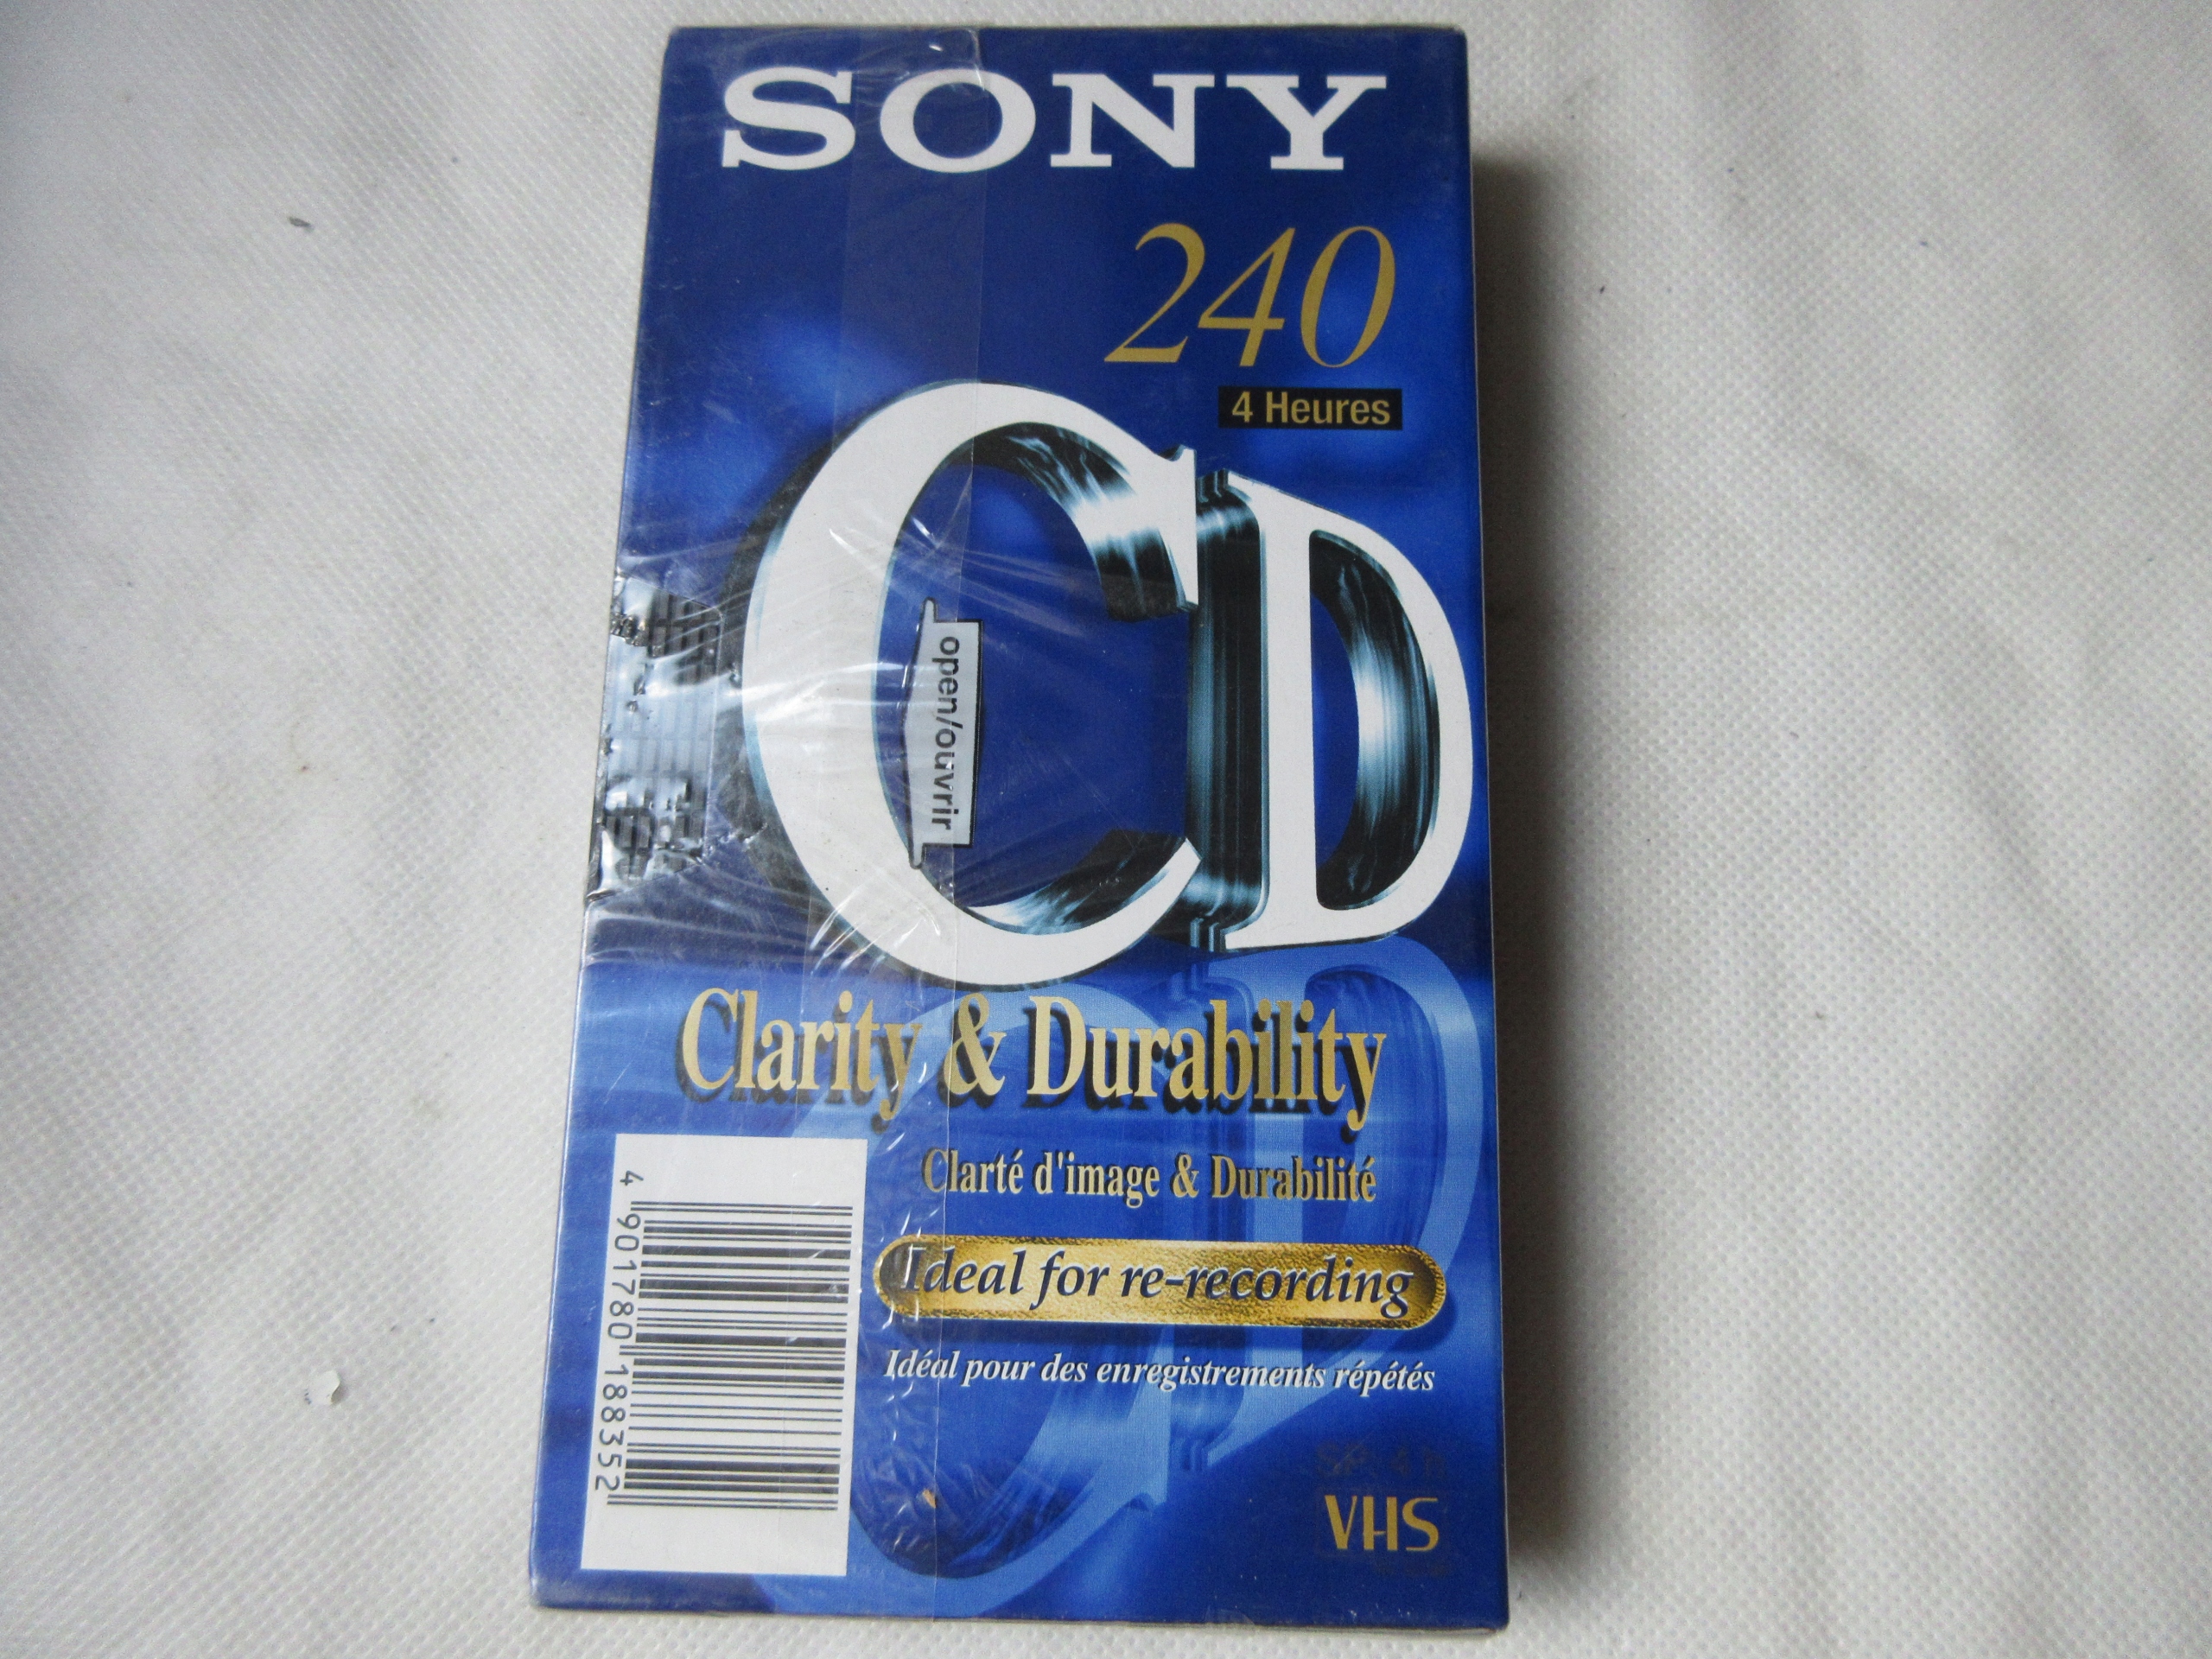 SONY
240
4 Heures
CD
open/ouvrir
Clarity & Durability
Clarté d'image & Durabilité
Ideal for re-recording
Idéal pour des enregistrements répétés
4 901780 188352
VHS